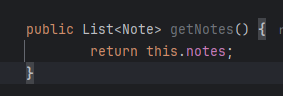 public List<Note> getNotes() {
return this.notes;
}